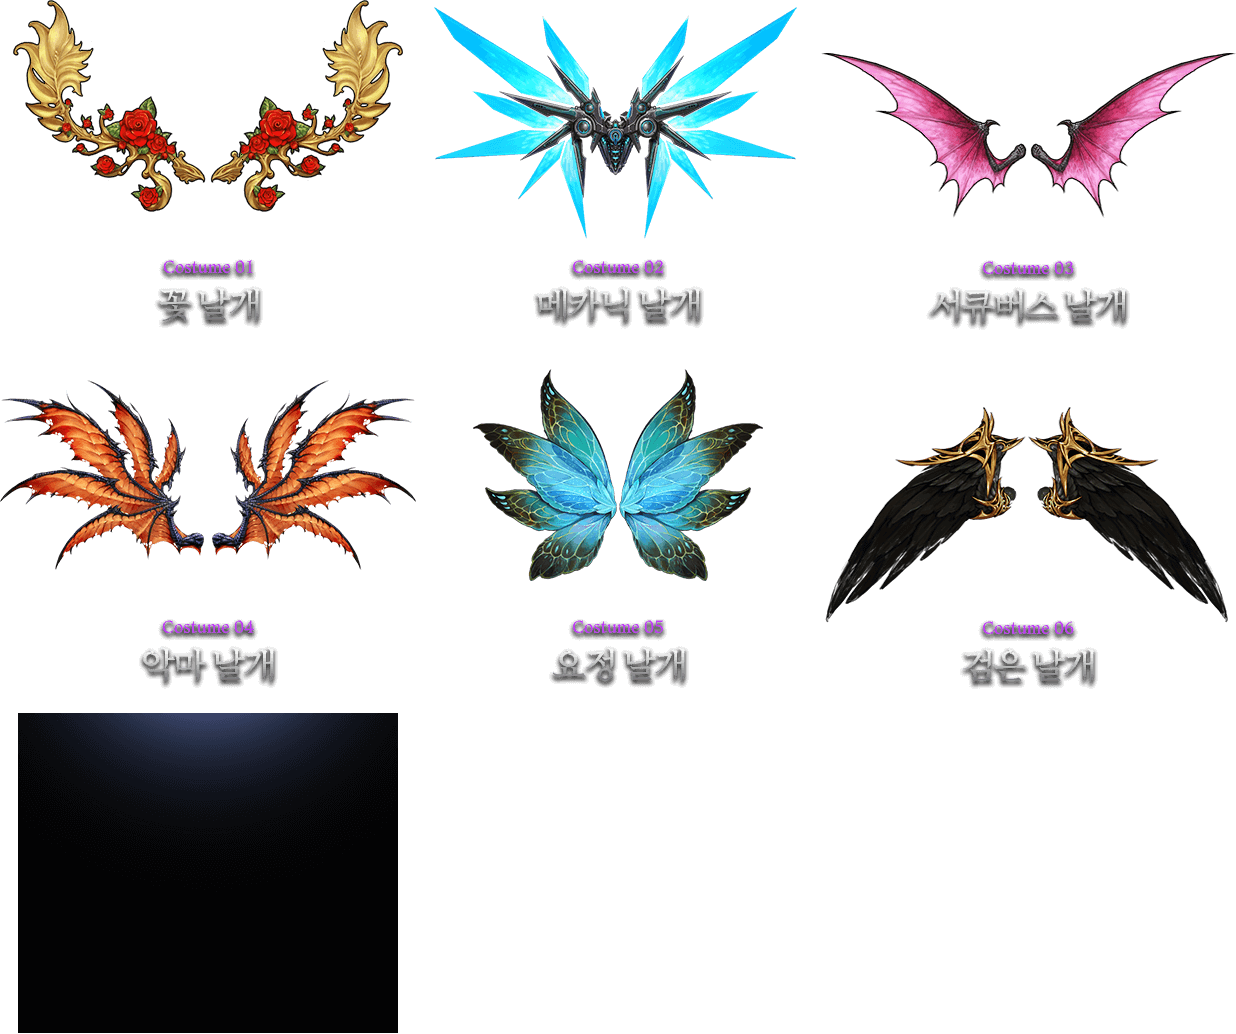 Costume 01
꽃 날개
Costume 02
메카닉 날개
Costume 03
서큐버스 날개
Costume 04
악마 날개
Costume 05
요정 날개
Costume 06
검은 날개